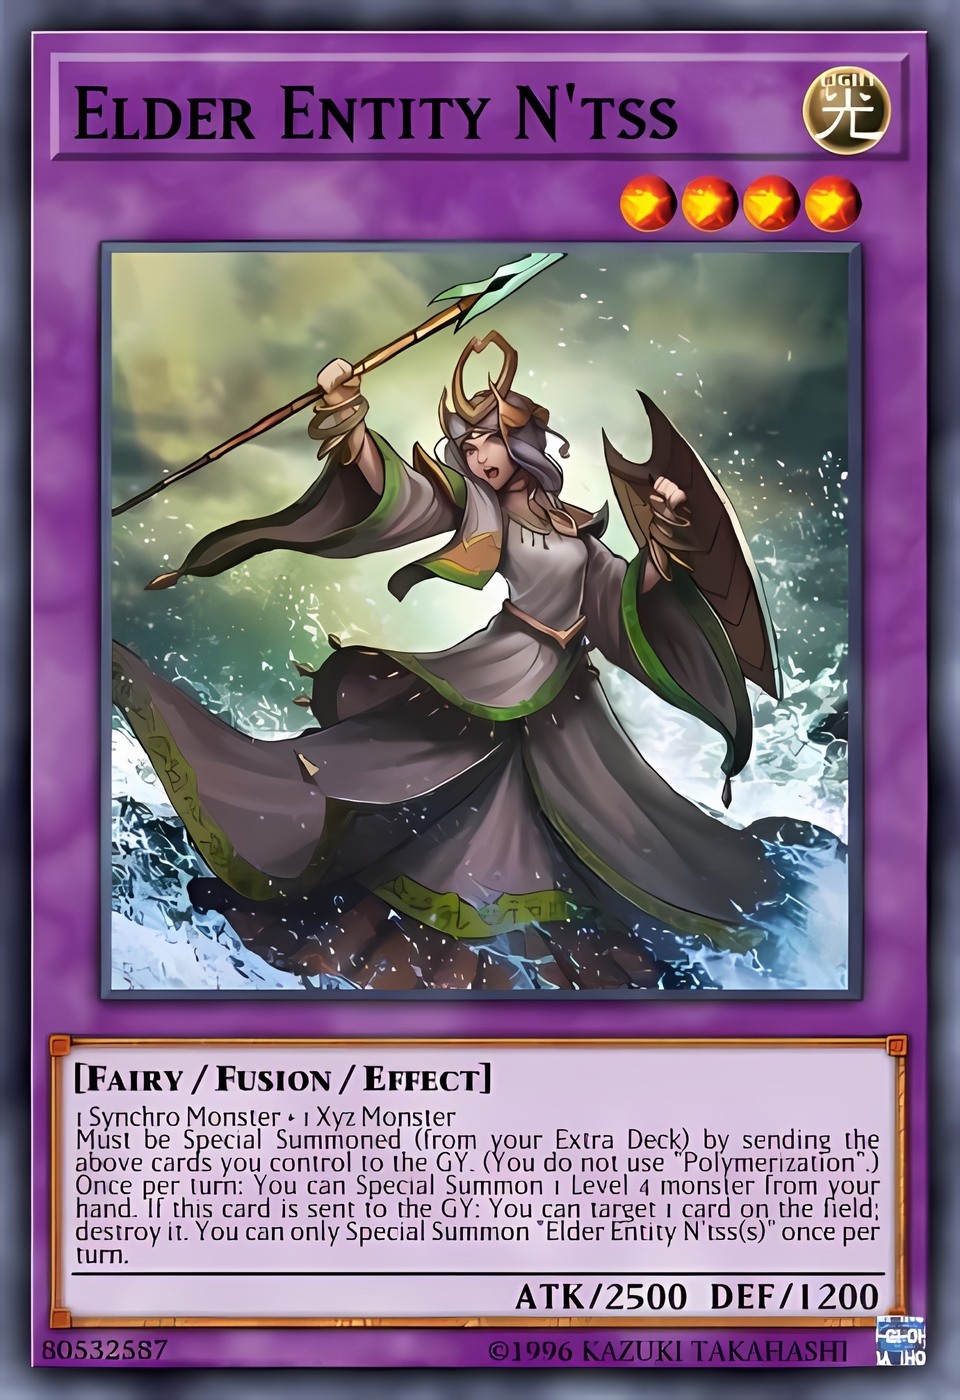 ELDER ENTITY N'TSS
光
[FAIRY / FUSION / EFFECT]
1 Synchro Monster + 1 Xyz Monster
Must be Special Summoned (from your Extra Deck) by sending the
above cards you control to the GY. (You do not use "Polymerization".)
Once per turn: You can Special Summon 1 Level 4 monster from your
hand. If this card is sent to the GY: You can target 1 card on the field;
destroy it. You can only Special Summon "Elder Entity N'tss(s)" once per
turn.
ATK/2500 DEF/1200
80532587 ©1996 KAZUKI TAKAHASHI